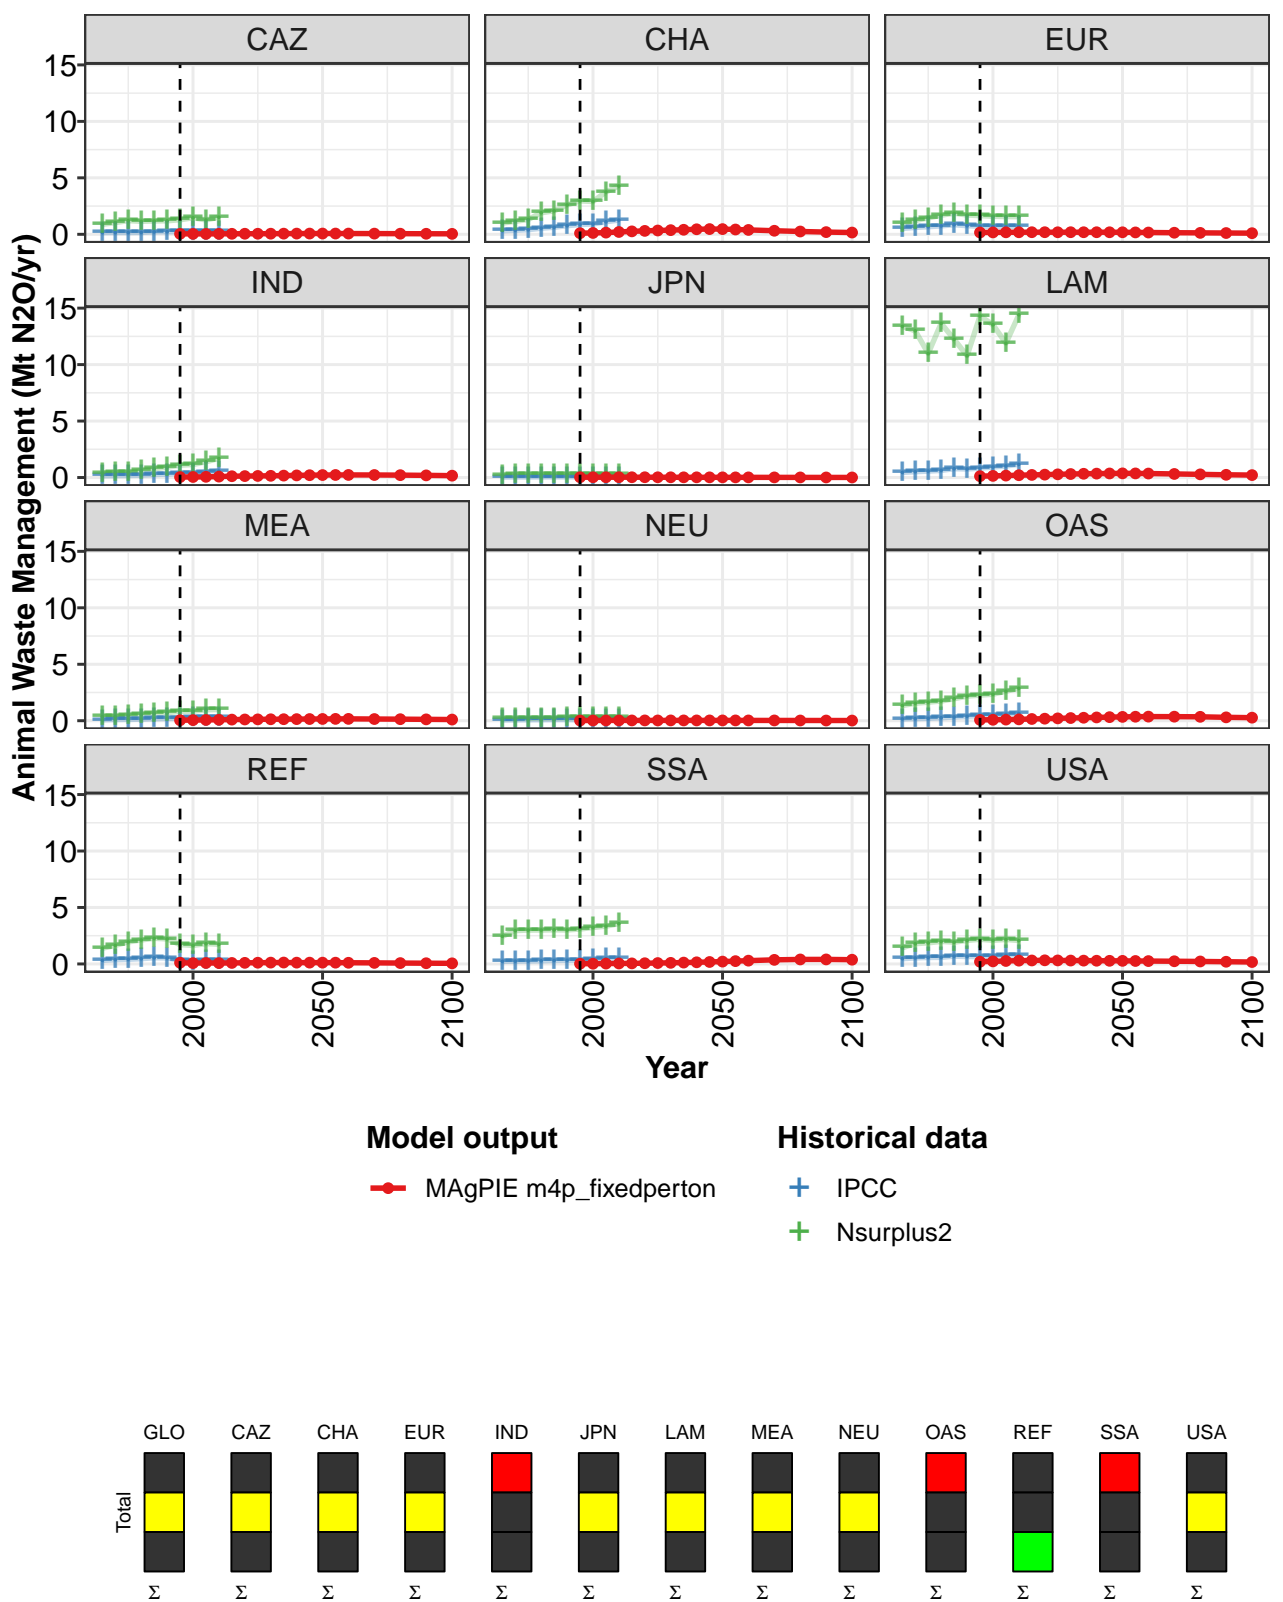 CAZ CHA EUR
15
10
5
0
IND JPN LAM
15
10
5
0
MEA NEU OAS
15
10
5
0
REF SSA USA
15
10
5
0
Animal Waste Management (Mt N2O/yr)
2000 2050 2100 2000 2050 2100 2000 2050 2100
Year
Model output Historical data
MAgPIE m4p_fixedperton IPCC
Nsurplus2
GLO CAZ CHA EUR IND JPN LAM MEA NEU OAS REF SSA USA
Total
Σ Σ Σ Σ Σ Σ Σ Σ Σ Σ Σ Σ Σ